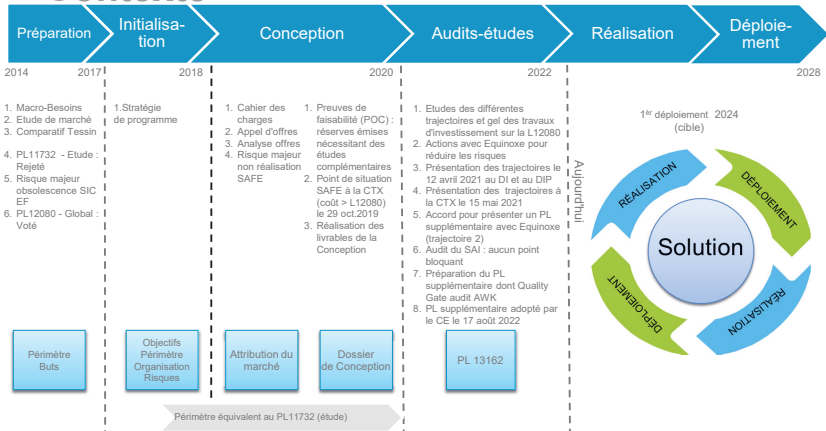 Préparation
Initialisa-
tion
Conception
Audits-études
Réalisation
Déploie-
ment
2014
2017
2018
2020
2022
2028
1. Macro-Besoins
2. Etude de marché
3. Comparatif Tessin
4. PL11732 - Etude :
Rejeté
5. Risque majeur
obsolescence SIC
EF
6. PL12080 - Global :
Voté
1.Stratégie
de programme
1. Cahier des
charges
2. Appel d'offres
3. Analyse offres
4. Risque majeur
non réalisation
SAFE
1. Preuves de
faisabilité (POC) :
réserves émises
nécessitant des
études
complémentaires
2. Point de situation
SAFE à la CTX
(coût > L12080)
le 29 oct.2019
3. Réalisation des
livrables de la
Conception
1. Etudes des différentes
trajectoires et gel des travaux
d'investissement sur la L12080
2. Actions avec Equinoxe pour
réduire les risques
3. Présentation des trajectoires le
12 avril 2021 au DI et au DIP
4. Présentation des trajectoires à
la CTX le 15 mai 2021
5. Accord pour présenter un PL
supplémentaire avec Equinoxe
(trajectoire 2)
6. Audit du SAI : aucun point
bloquant
7. Préparation du PL
supplémentaire dont Quality
Gate audit AWK
8. PL supplémentaire adopté par
le CE le 17 août 2022
Aujourd'hui
1er déploiement 2024
(cible)
RÉALISATION
DÉPLOIEMENT
Solution
DÉPLOIEMENT
RÉALISATION
Périmètre
Buts
Objectifs
Périmètre
Organisation
Risques
Attribution du
marché
Dossier
de Conception
PL 13162
Périmètre équivalent au PL11732 (étude)